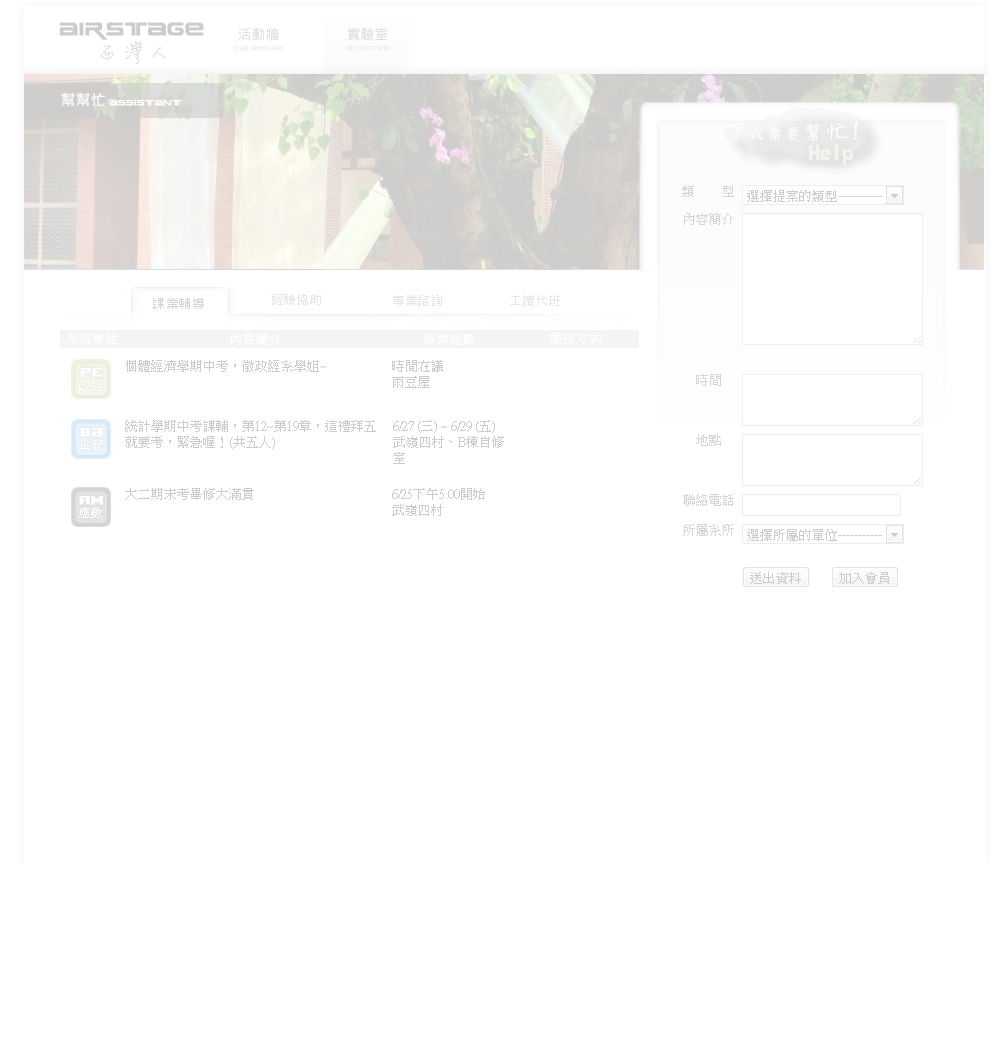 AIRSTAGE
西灣人
活動牆
CALENDAR
實驗室
AIRSTAG
幫幫忙 ASSISTANT
課業輔導
經驗協助
專業諮詢
工讀代班
系所單位
內容簡介
時間地點
連絡方式
PE
政經
個體經濟學期中考，徵政經系學姐~
時間在議
雨豆屋
BA
企管
統計學期中考課輔，第12~第19章，這禮拜五
就要考，緊急喔！(共五人)
6/27 (三) ~ 6/29 (五)
武嶺四村、B棟自修
室
AM
應數
大二期末考畢修大滿貫
6/25下午5:00開始
武嶺四村
我需要幫忙!
Help
類 型
選擇提案的類型-----------
內容簡介
時間
地點
聯絡電話
所屬系所
選擇所屬的單位-----------
送出資料
加入會員